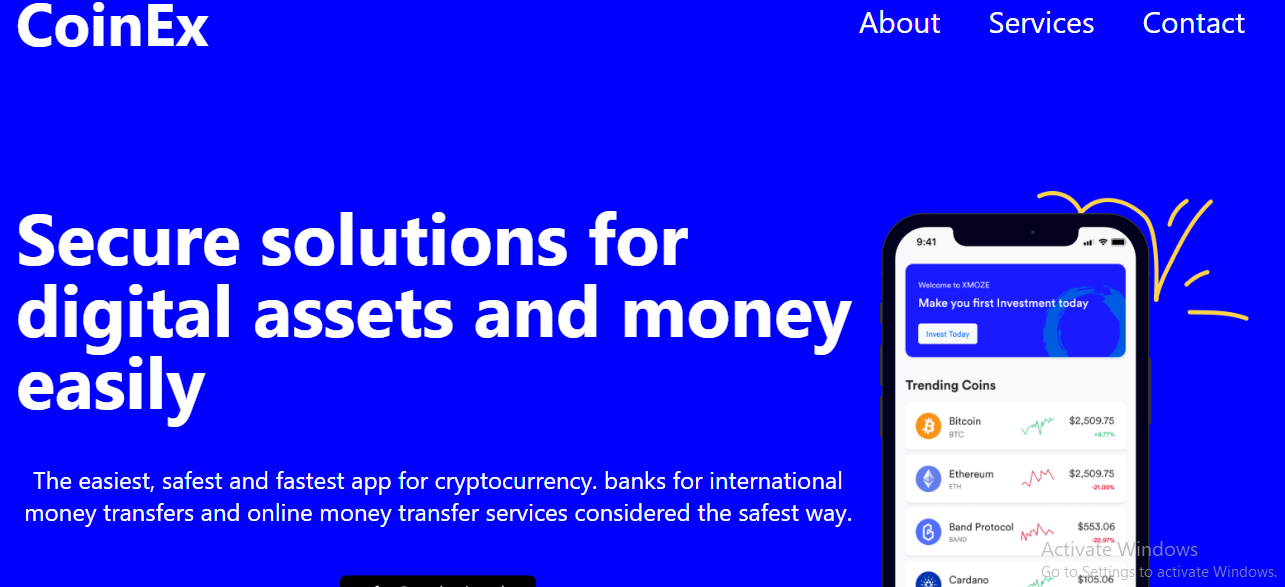 CoinEx
About Services Contact
Secure solutions for
digital assets and money
easily
The easiest, safest and fastest app for cryptocurrency. banks for international
money transfers and online money transfer services considered the safest way.
9:41
Welcome to XMOZE
Make you first Investment today
Invest Today
Trending Coins
Bitcoin $2,509.75
BTC +9.77%
Ethereum $2,509.75
ETH -21.00%
Band Protocol $553.06
BAND -22.97%
Cardano $105.06
Activate Windows
Go to Settings to activate Windows.